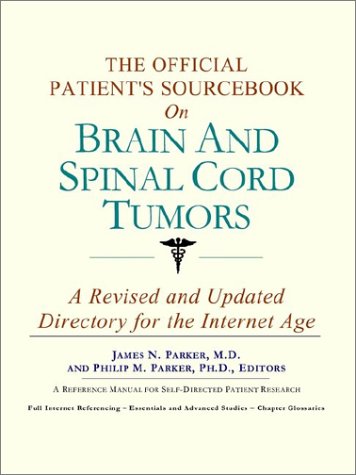 THE OFFICIAL
PATIENT'S SOURCEBOOK
On
BRAIN AND
SPINAL CORD
TUMORS
A Revised and Updated
Directory for the Internet Age
JAMES N. PARKER, M.D.
AND PHILIP M. PARKER, PH.D., EDITORS
A REFERENCE MANUAL FOR SELF-DIRECTED PATIENT RESEARCH
Full Internet Referencing ~ Essentials and Advanced Studies ~ Chapter Glossaries